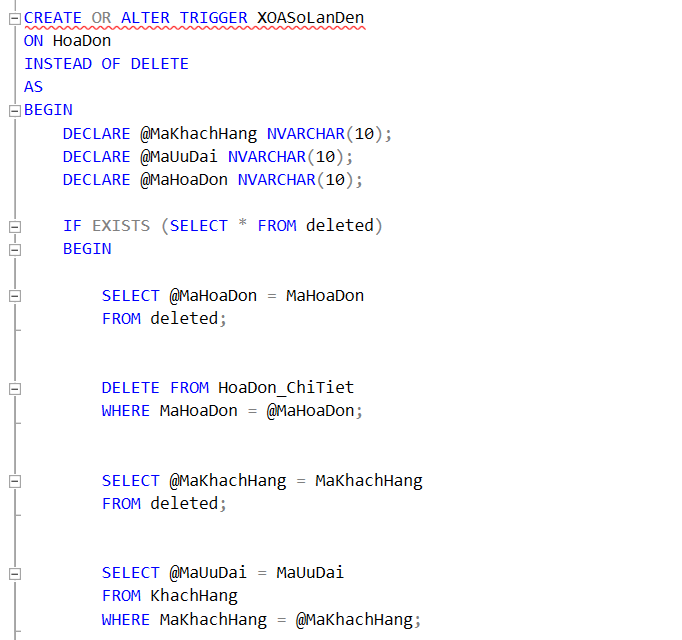 CREATE OR ALTER TRIGGER XOASoLanDen
ON HoaDon
INSTEAD OF DELETE
AS
BEGIN
DECLARE @MaKhachHang NVARCHAR(10);
DECLARE @MaUuDai NVARCHAR(10);
DECLARE @MaHoaDon NVARCHAR(10);
IF EXISTS (SELECT * FROM deleted)
BEGIN
SELECT @MaHoaDon = MaHoaDon
FROM deleted;
DELETE FROM HoaDon_ChiTiet
WHERE MaHoaDon = @MaHoaDon;
SELECT @MaKhachHang = MaKhachHang
FROM deleted;
SELECT @MaUuDai = MaUuDai
FROM KhachHang
WHERE MaKhachHang = @MaKhachHang;